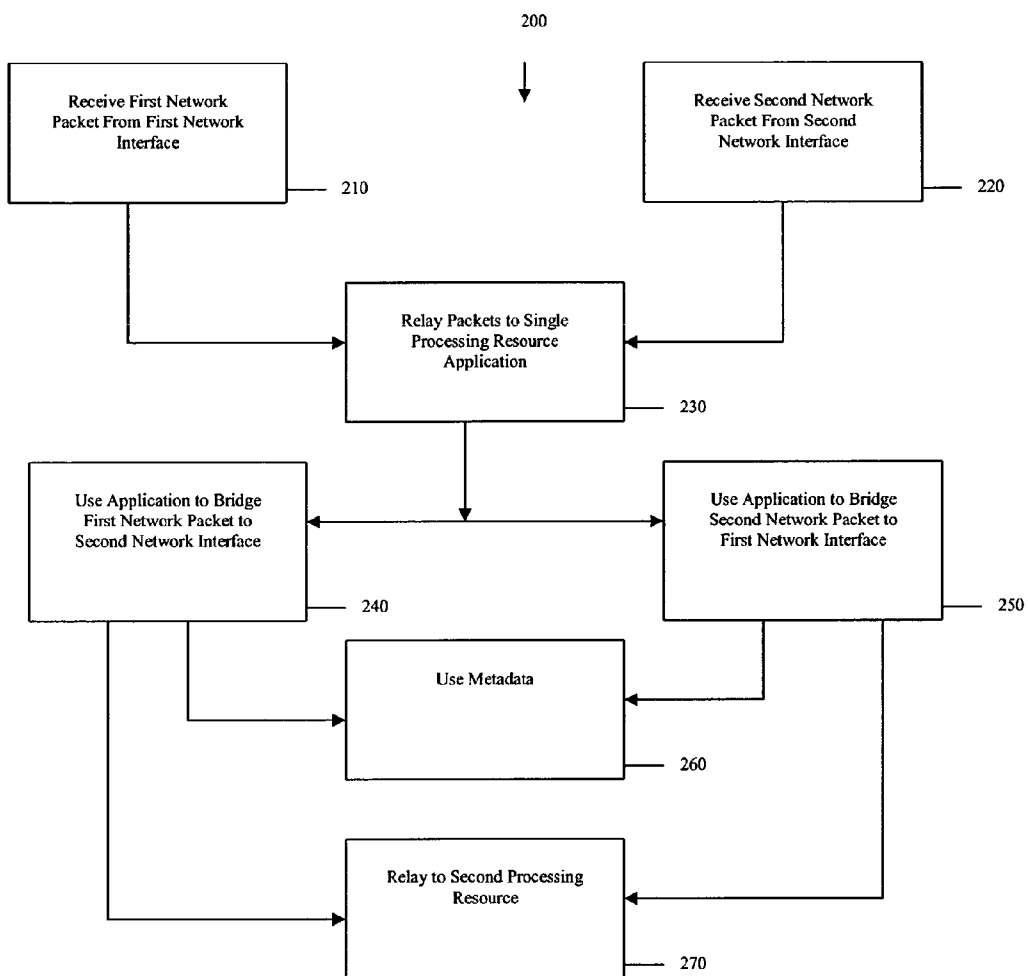 200
Receive First Network
Packet From First Network
Interface
210
Receive Second Network
Packet From Second
Network Interface
220
Relay Packets to Single
Processing Resource
Application
230
Use Application to Bridge
First Network Packet to
Second Network Interface
240
Use Application to Bridge
Second Network Packet to
First Network Interface
250
Use Metadata
260
Relay to Second Processing
Resource
270